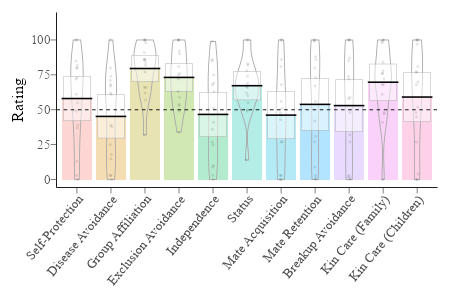 Rating
100
75
50
25
0
Self-Protection
Disease Avoidance
Group Affiliation
Exclusion Avoidance
Independence
Status
Mate Acquisition
Mate Retention
Breakup Avoidance
Kin Care (Family)
Kin Care (Children)